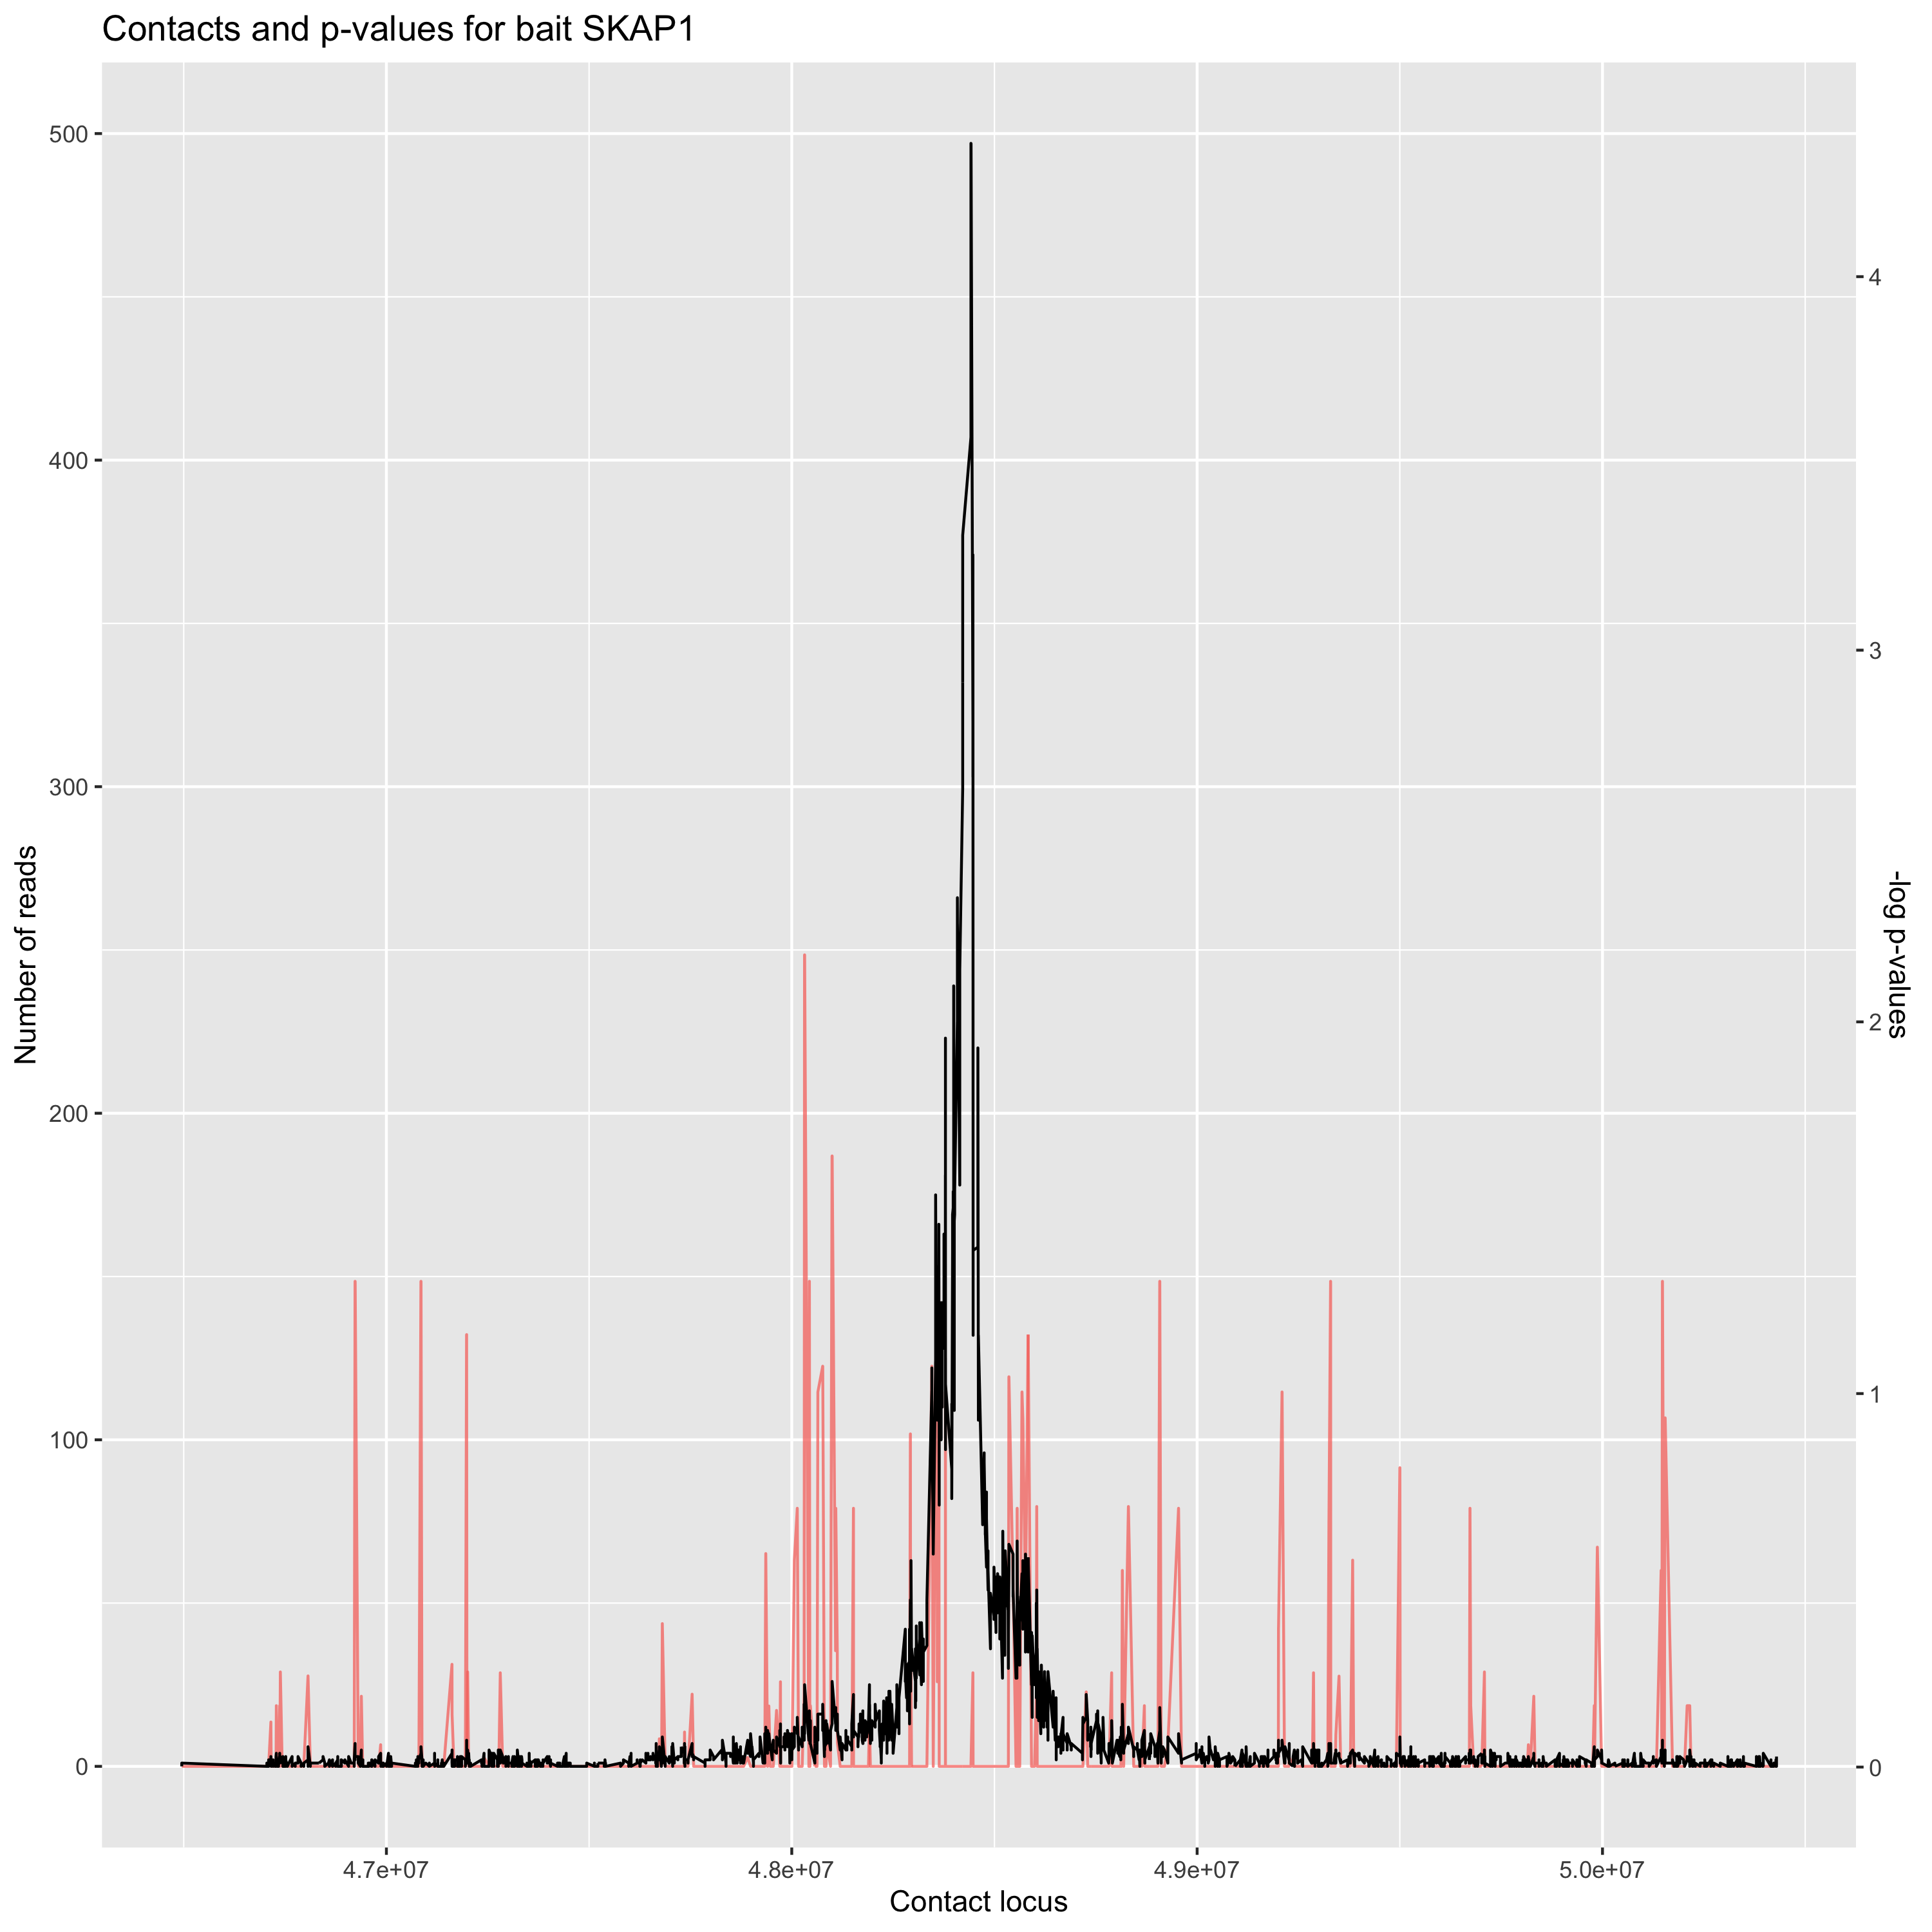 Contacts and p-values for bait SKAP1
500
400
300
200
100
0
Number of reads
4
3
2
1
0
-log p-values
4.7e+07
4.8e+07
4.9e+07
5.0e+07
Contact locus